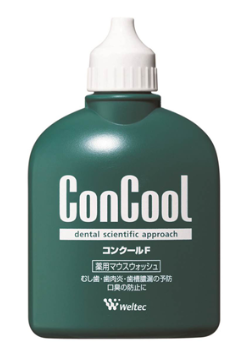 ConCool
dental scientific approach
コンクールF
薬用マウスウォッシュ
むし歯・歯肉炎・歯槽膿漏の予防
口臭の防止に
Weltec